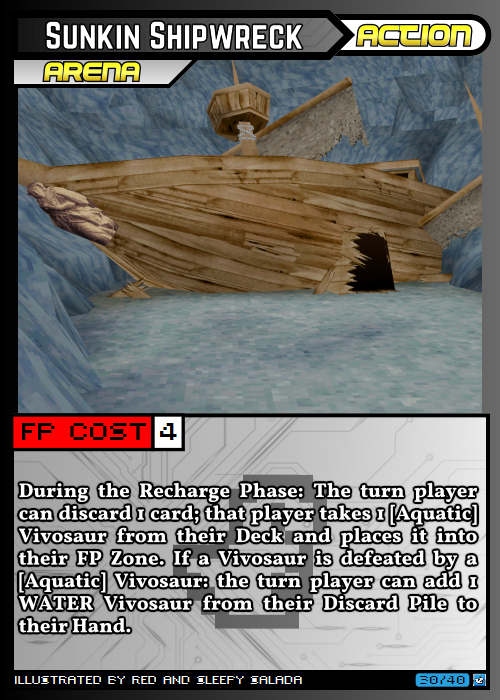 Sunkin Shipwreck
ACTION
ARENA
FP COST 4
During the Recharge Phase: The turn player
can discard 1 card; that player takes 1 [Aquatic]
Vivosaur from their Deck and places it into
their FP Zone. If a Vivosaur is defeated by a
[Aquatic] Vivosaur: the turn player can add 1
WATER Vivosaur from their Discard Pile to
their Hand.
ILLUSTRATED BY RED AND SLEEPY SALADA
30/40